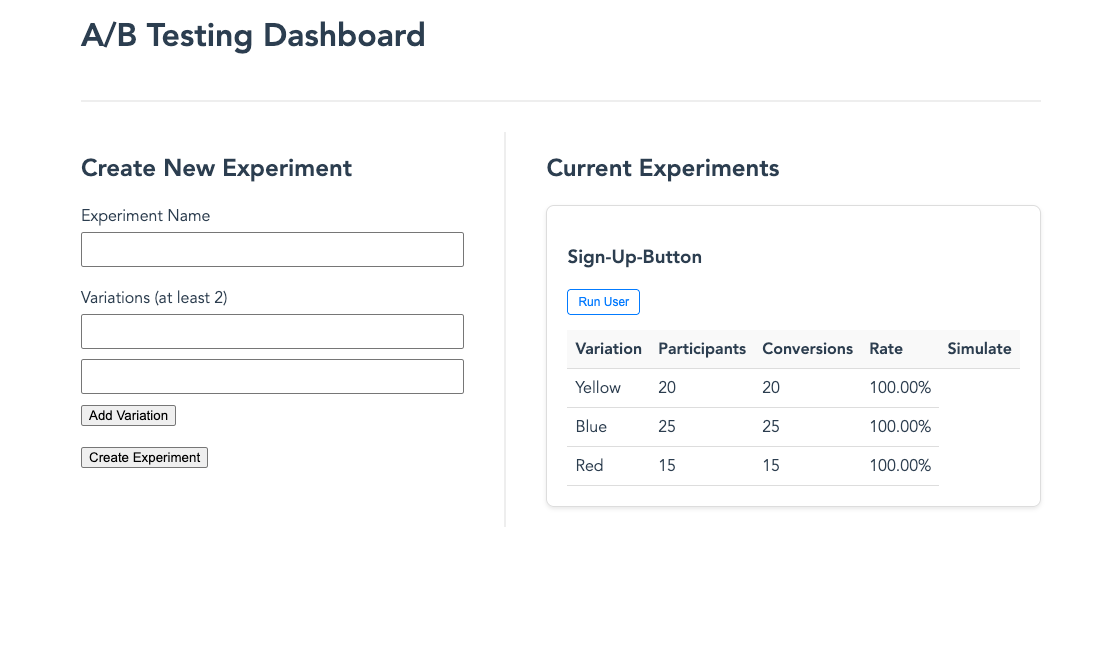 A/B Testing Dashboard
Create New Experiment
Experiment Name
Variations (at least 2)
Add Variation
Create Experiment
Current Experiments
Sign-Up-Button
Run User
Variation Participants Conversions Rate Simulate
Yellow 20 20 100.00%
Blue 25 25 100.00%
Red 15 15 100.00%